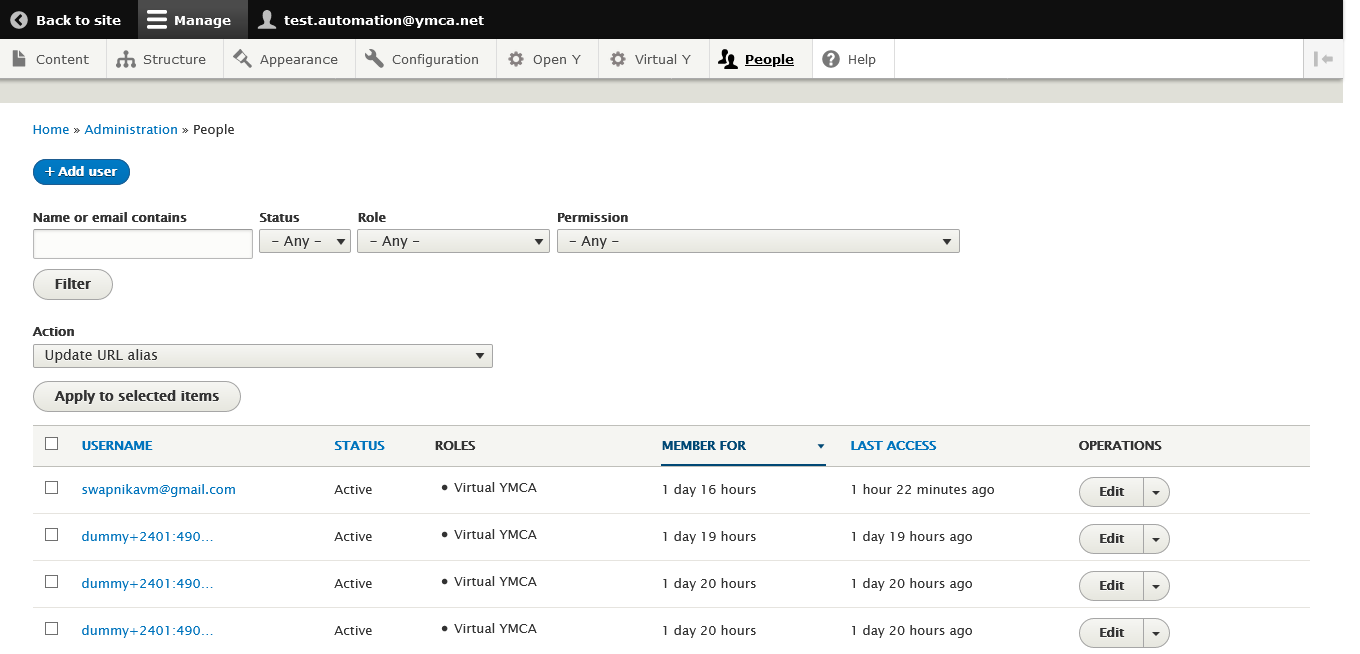 Back to site Manage test.automation@ymca.net
Content Structure Appearance Configuration Open Y Virtual Y People Help
Home » Administration » People
+ Add user
Name or email contains Status Role Permission
- Any - - Any - - Any -
Filter
Action
Update URL alias
Apply to selected items
USERNAME STATUS ROLES MEMBER FOR LAST ACCESS OPERATIONS
swapnikavm@gmail.com Active • Virtual YMCA 1 day 16 hours 1 hour 22 minutes ago Edit
dummy+2401:490... Active • Virtual YMCA 1 day 19 hours 1 day 19 hours ago Edit
dummy+2401:490... Active • Virtual YMCA 1 day 20 hours 1 day 20 hours ago Edit
dummy+2401:490... Active • Virtual YMCA 1 day 20 hours 1 day 20 hours ago Edit